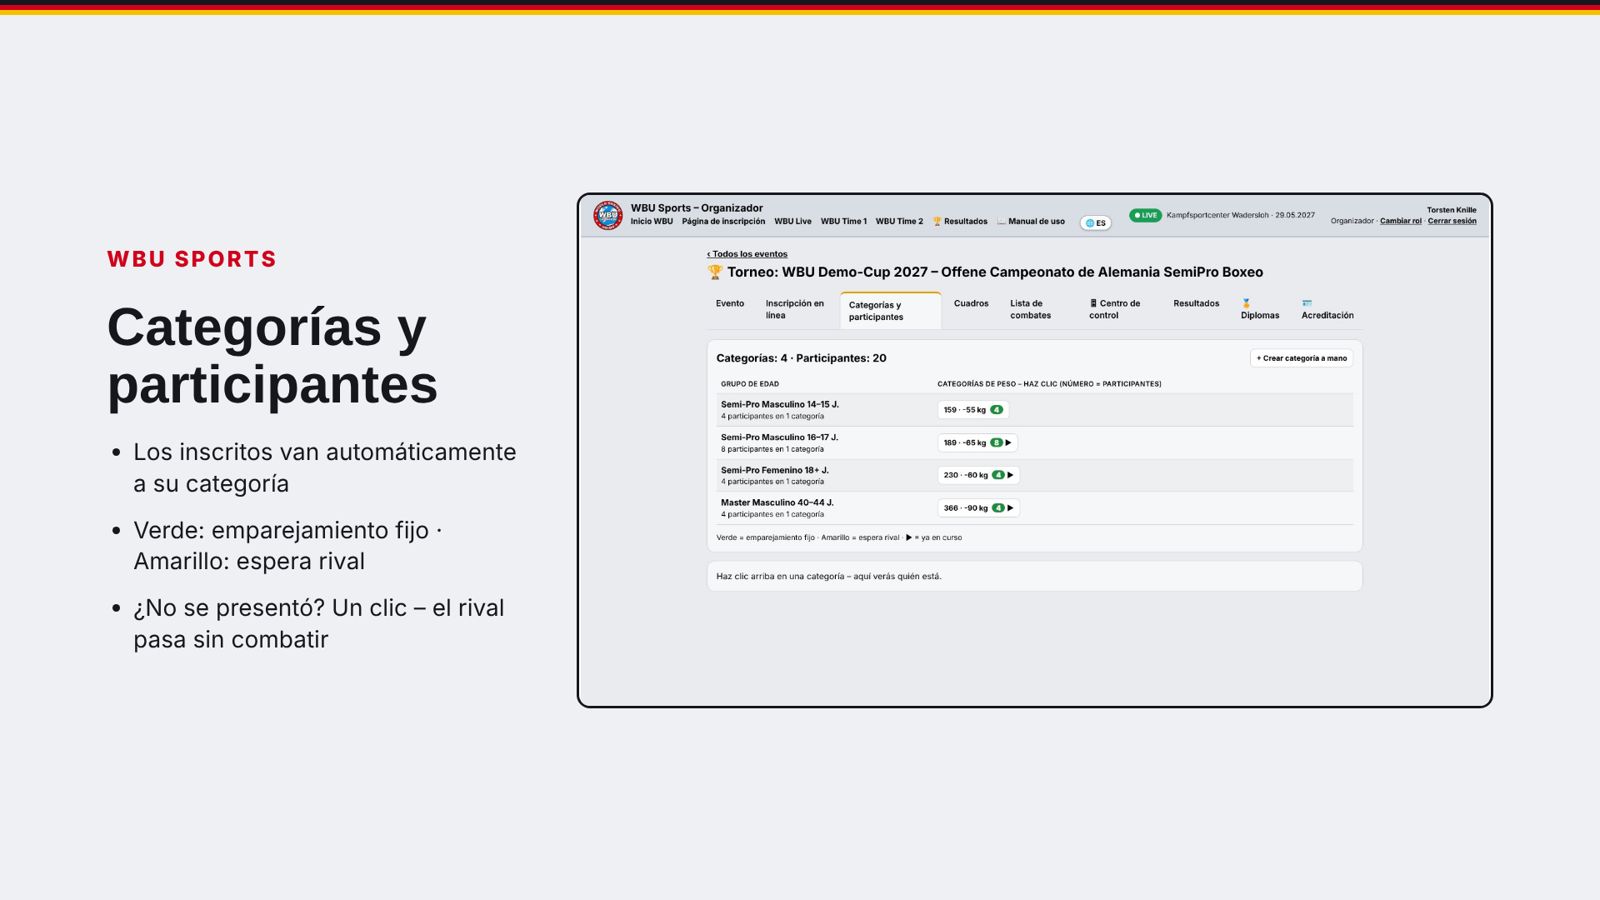 WBU SPORTS
Categorías y
participantes
• Los inscritos van automáticamente
a su categoría
• Verde: emparejamiento fijo ·
Amarillo: espera rival
• ¿No se presentó? Un clic – el rival
pasa sin combatir
WBU
WBU Sports – Organizador
Inicio WBU Página de inscripción WBU Live WBU Time 1 WBU Time 2 🏆 Resultados 📖 Manual de uso
🌐 ES
● LIVE Kampfsportcenter Wadersloh · 29.05.2027
Torsten Knille
Organizador · Cambiar rol · Cerrar sesión
‹ Todos los eventos
🏆 Torneo: WBU Demo-Cup 2027 – Offene Campeonato de Alemania SemiPro Boxeo
Evento
Inscripción en
línea
Categorías y
participantes
Cuadros
Lista de
combates
Centro de
control
Resultados
🏅
Diplomas
🪪
Acreditación
Categorías: 4 · Participantes: 20
+ Crear categoría a mano
GRUPO DE EDAD CATEGORÍAS DE PESO – HAZ CLIC (NÚMERO = PARTICIPANTES)
Semi-Pro Masculino 14–15 J.
4 participantes en 1 categoría
159 · -55 kg 4
Semi-Pro Masculino 16–17 J.
8 participantes en 1 categoría
189 · -65 kg 8 ▶
Semi-Pro Femenino 18+ J.
4 participantes en 1 categoría
230 · -60 kg 4 ▶
Master Masculino 40–44 J.
4 participantes en 1 categoría
366 · -90 kg 4 ▶
Verde = emparejamiento fijo · Amarillo = espera rival · ▶ = ya en curso
Haz clic arriba en una categoría – aquí verás quién está.